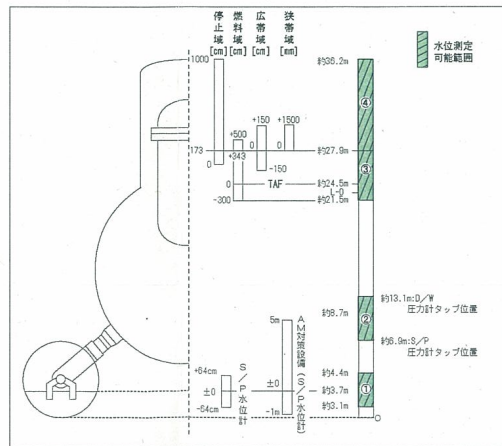 停止域
[cm]
燃料域
[cm]
広帯域
[cm]
狭帯域
[mm]
水位測定
可能範囲
1000
約36.2m
④
+500
+150
+1500
173
+343
0
0
約27.9m
0
-150
③
0
TAF
約24.5m
L-0
-300
約21.5m
約13.1m:D/W
圧力計タップ位置
約8.7m
②
5m
約6.9m:S/P
圧力計タップ位置
AM対策設備(S/P水位計)
S/P水位計
+64cm
約4.4m
±0
±0
約3.7m
①
-64cm
-1m
約3.1m
0